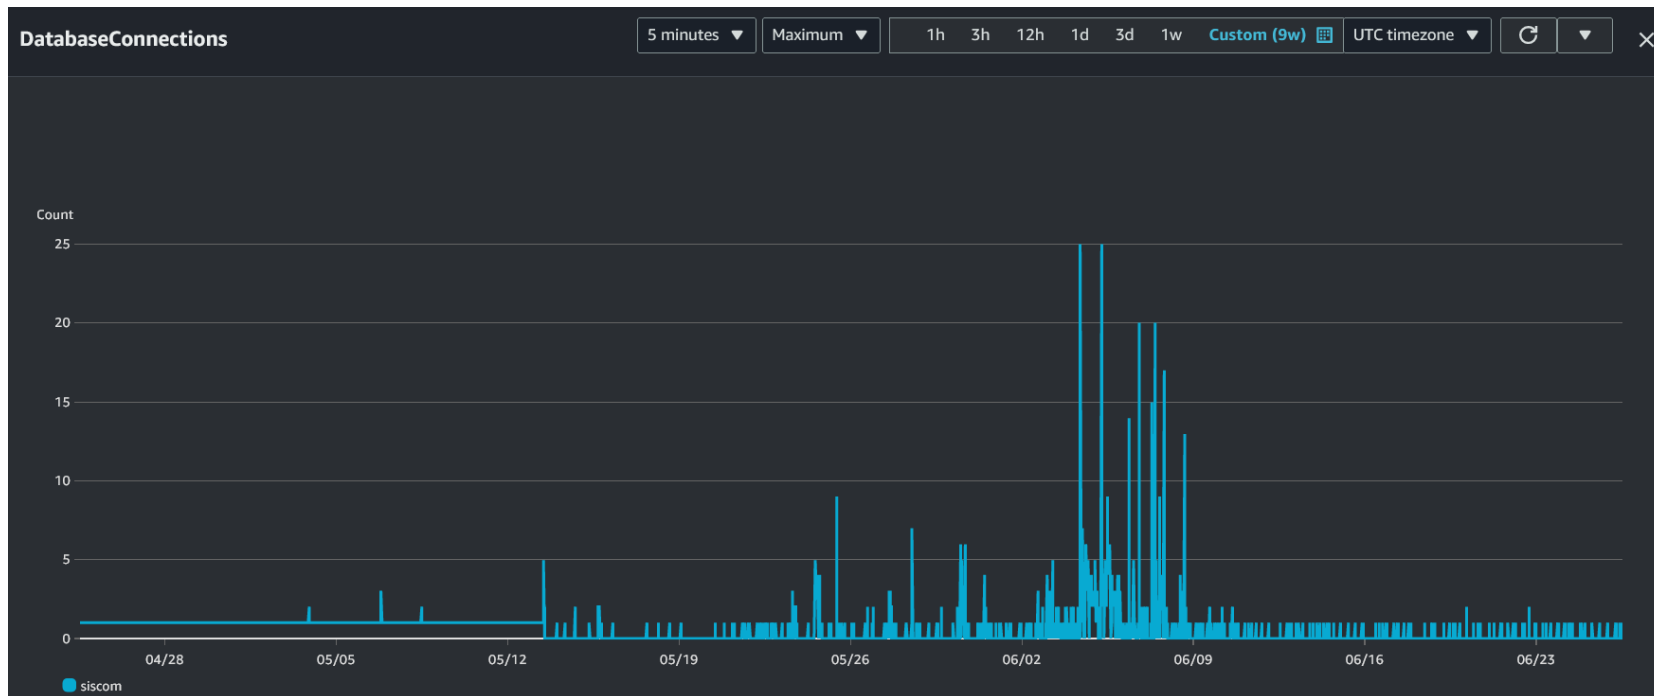 DatabaseConnections
5 minutes ▼ Maximum ▼ 1h 3h 12h 1d 3d 1w Custom (9w) UTC timezone ▼
Count
25
20
15
10
5
0
04/28 05/05 05/12 05/19 05/26 06/02 06/09 06/16 06/23
siscom